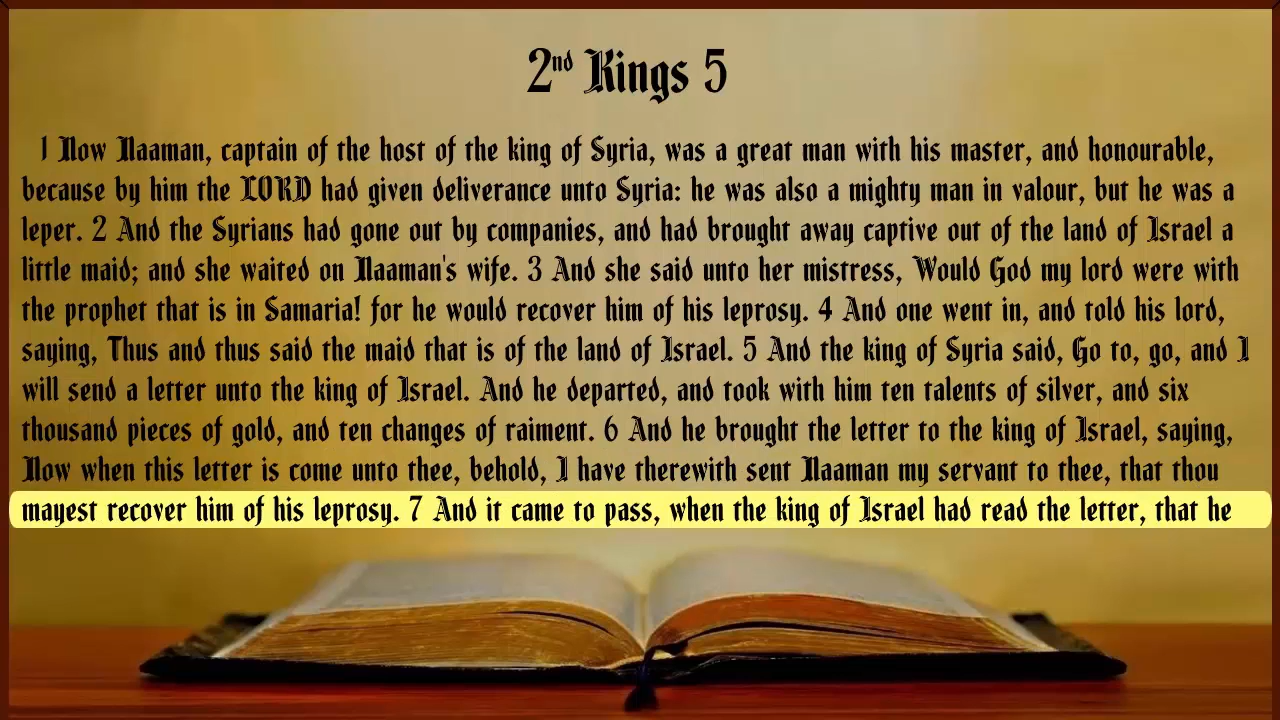 2nd Kings 5
1 Now Naaman, captain of the host of the king of Syria, was a great man with his master, and honourable,
because by him the LORD had given deliverance unto Syria: he was also a mighty man in valour, but he was a
leper. 2 And the Syrians had gone out by companies, and had brought away captive out of the land of Israel a
little maid; and she waited on Naaman's wife. 3 And she said unto her mistress, Would God my lord were with
the prophet that is in Samaria! for he would recover him of his leprosy. 4 And one went in, and told his lord,
saying, Thus and thus said the maid that is of the land of Israel. 5 And the king of Syria said, Go to, go, and I
will send a letter unto the king of Israel. And he departed, and took with him ten talents of silver, and six
thousand pieces of gold, and ten changes of raiment. 6 And he brought the letter to the king of Israel, saying,
Now when this letter is come unto thee, behold, I have therewith sent Naaman my servant to thee, that thou
mayest recover him of his leprosy. 7 And it came to pass, when the king of Israel had read the letter, that he